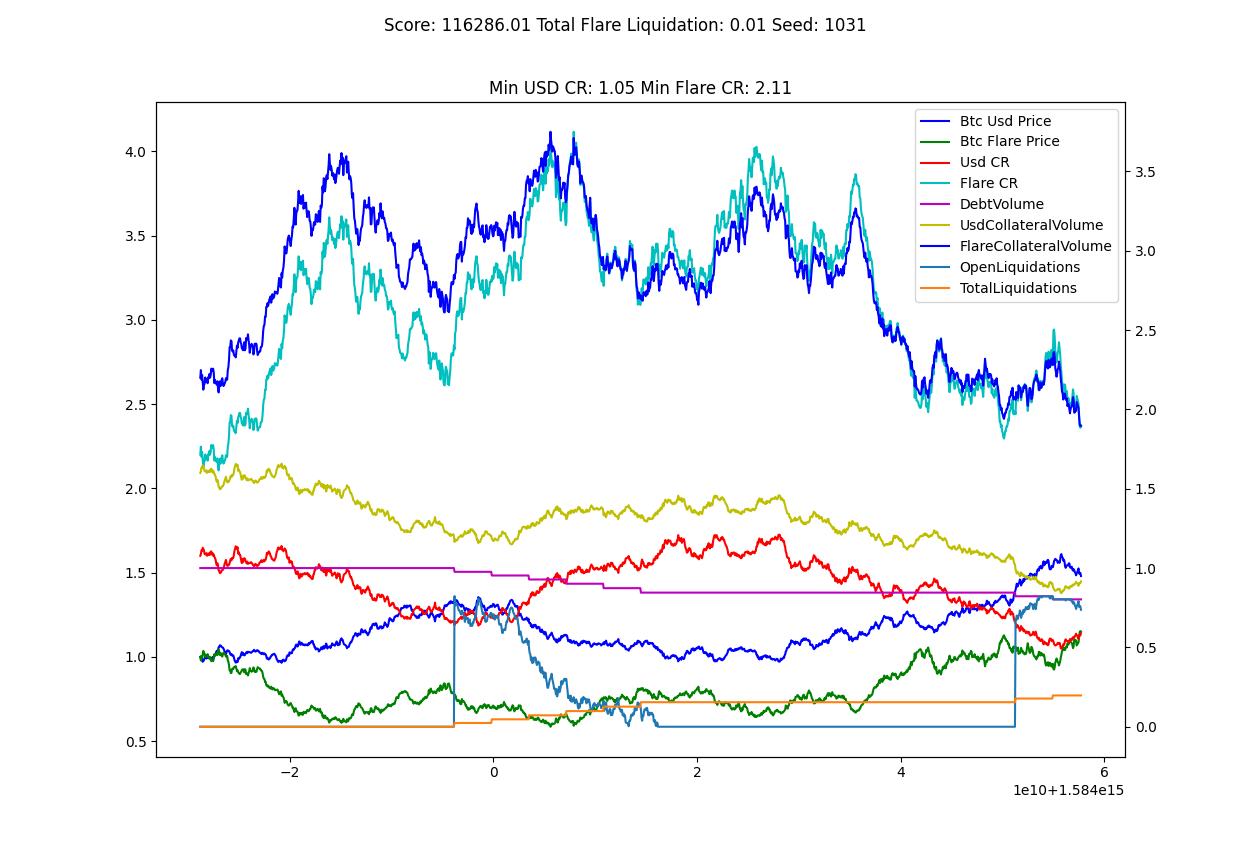 Score: 116286.01 Total Flare Liquidation: 0.01 Seed: 1031
Min USD CR: 1.05 Min Flare CR: 2.11
Btc Usd Price
Btc Flare Price
Usd CR
Flare CR
DebtVolume
UsdCollateralVolume
FlareCollateralVolume
OpenLiquidations
TotalLiquidations
4.0
3.5
3.0
2.5
2.0
1.5
1.0
0.5
3.5
3.0
2.5
2.0
1.5
1.0
0.5
0.0
−2 0 2 4 6
1e10+1.584e15